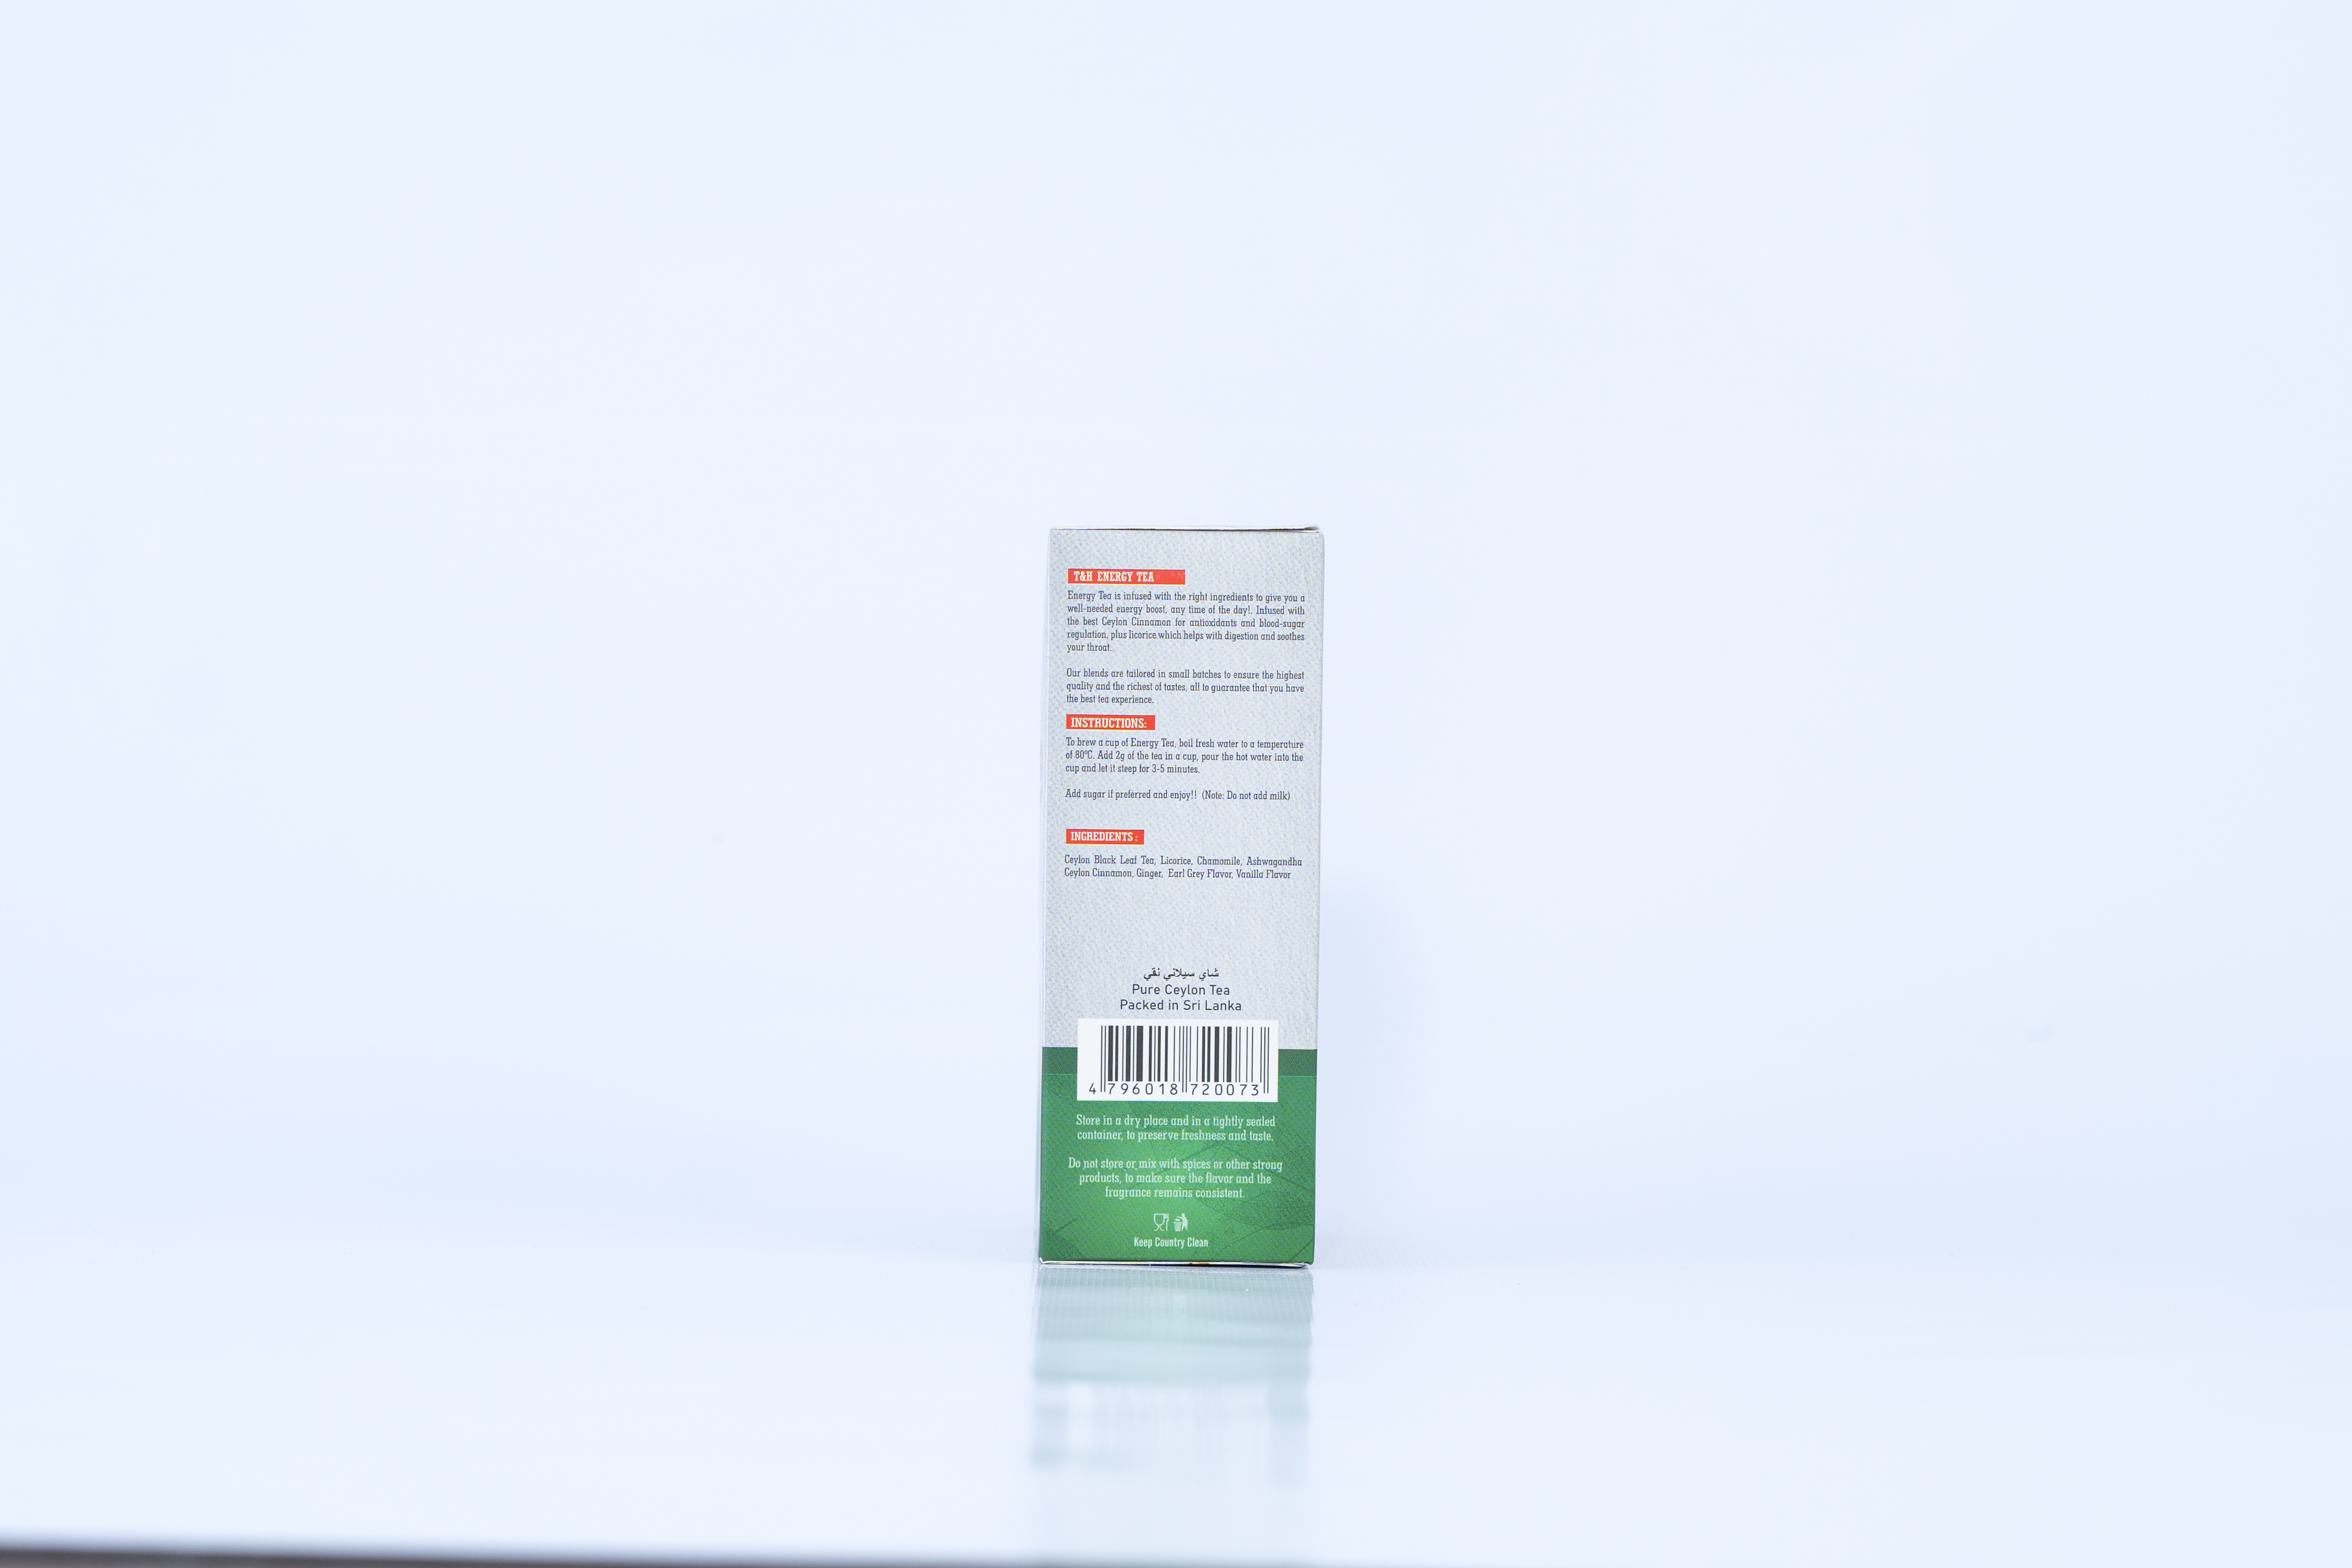 T&H ENERGY TEA
Energy Tea is infused with the right ingredients to give you a
well-needed energy boost, any time of the day!. Infused with
the best Ceylon Cinnamon for antioxidants and blood-sugar
regulation, plus licorice which helps with digestion and soothes
your throat.
Our blends are tailored in small batches to ensure the highest
quality and the richest of tastes, all to guarantee that you have
the best tea experience.
INSTRUCTIONS:
To brew a cup of Energy Tea, boil fresh water to a temperature
of 80°C. Add 2g of the tea in a cup, pour the hot water into the
cup and let it steep for 3-5 minutes.
Add sugar if preferred and enjoy!! (Note: Do not add milk)
INGREDIENTS :
Ceylon Black Leaf Tea, Licorice, Chamomile, Ashwagandha
Ceylon Cinnamon, Ginger, Earl Grey Flavor, Vanilla Flavor
شاي سيلاني نقي
Pure Ceylon Tea
Packed in Sri Lanka
4 796018 720073
Store in a dry place and in a tightly sealed
container, to preserve freshness and taste.
Do not store or mix with spices or other strong
products, to make sure the flavor and the
fragrance remains consistent.
Keep Country Clean